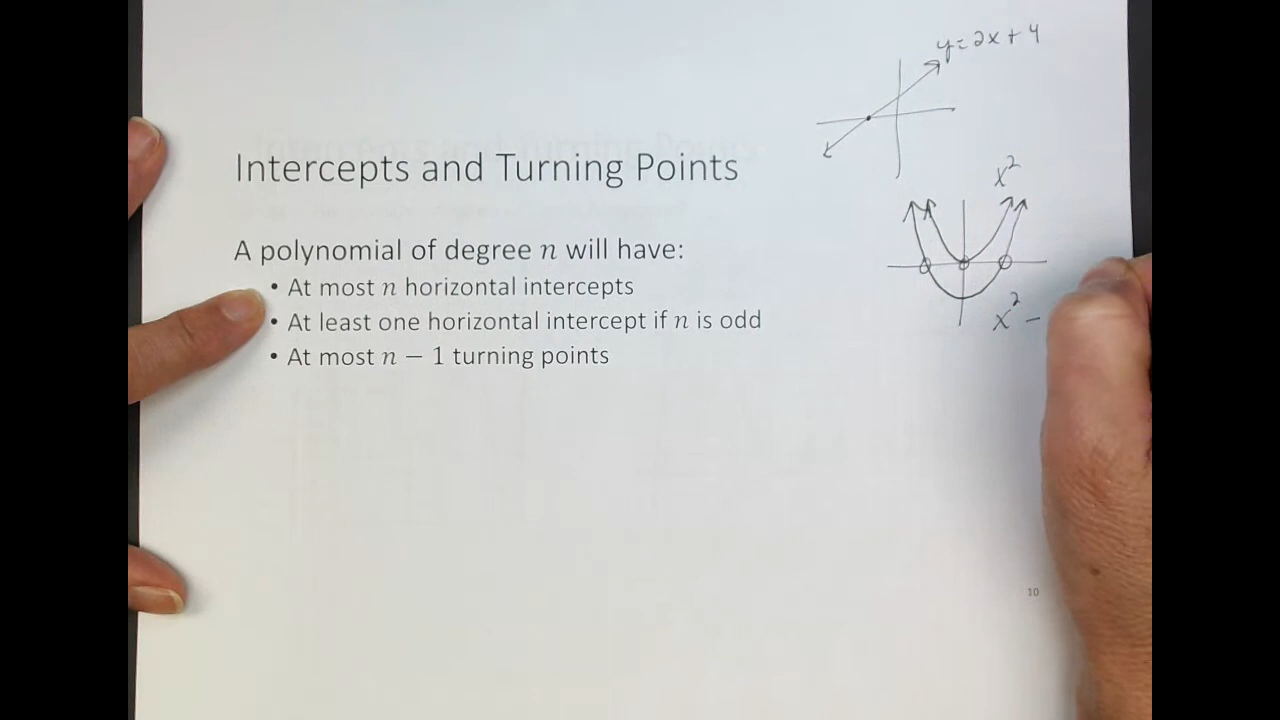 y = 2x + 4
Intercepts and Turning Points
x²
A polynomial of degree n will have:
• At most n horizontal intercepts
• At least one horizontal intercept if n is odd
x² –
• At most n − 1 turning points
10